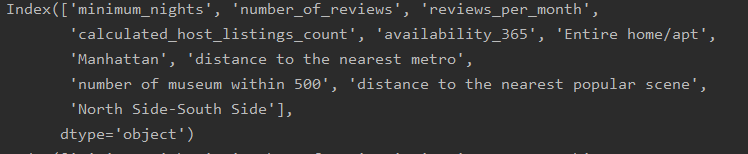 Index(['minimum_nights', 'number_of_reviews', 'reviews_per_month',
'calculated_host_listings_count', 'availability_365', 'Entire home/apt',
'Manhattan', 'distance to the nearest metro',
'number of museum within 500', 'distance to the nearest popular scene',
'North Side-South Side'],
dtype='object')